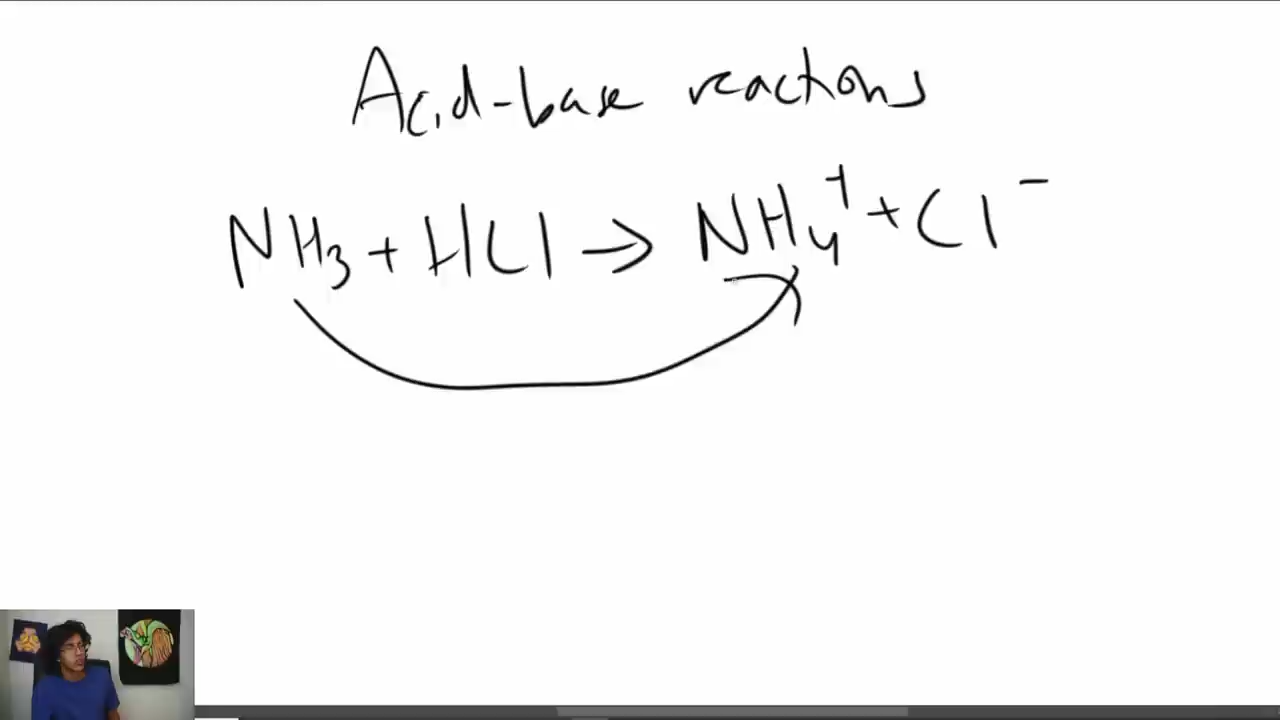 Acid-base reactions
NH₃ + HCl → NH₄⁺ + Cl⁻